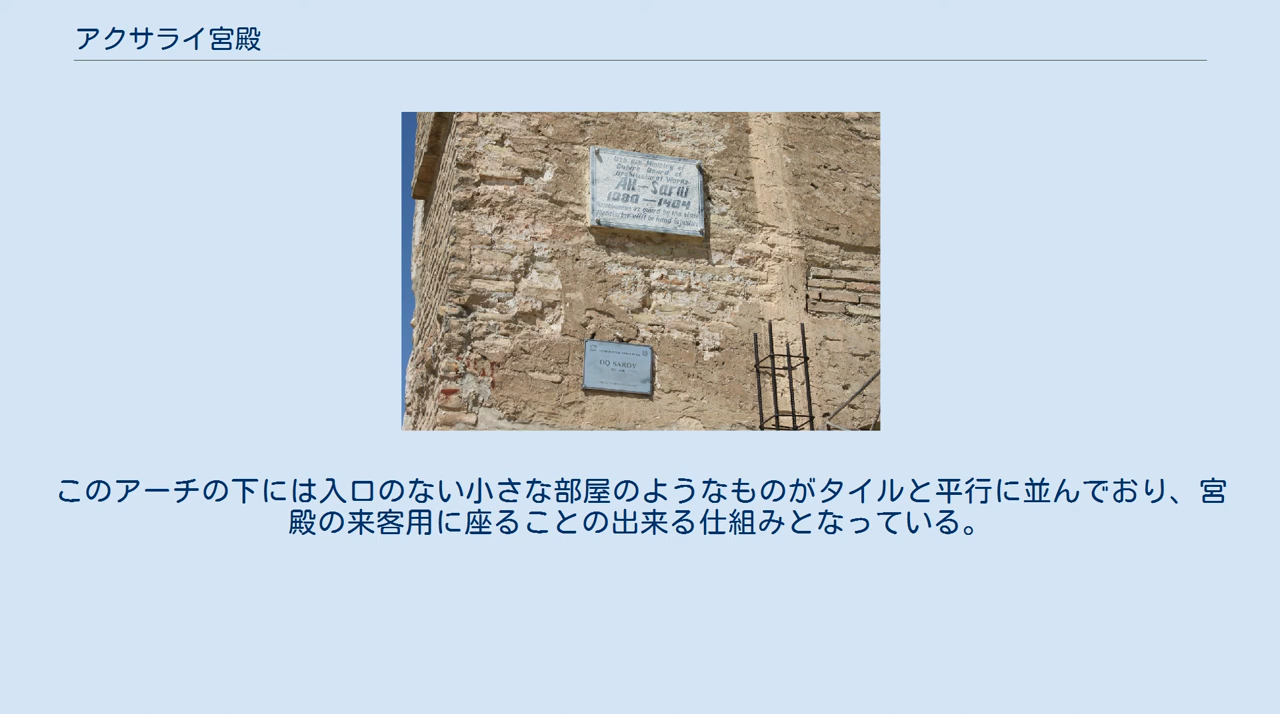 アクサライ宮殿
Ak-Sarai
1380 — 1404
OQ SAROY
このアーチの下には入口のない小さな部屋のようなものがタイルと平行に並んでおり、宮
殿の来客用に座ることの出来る仕組みとなっている。